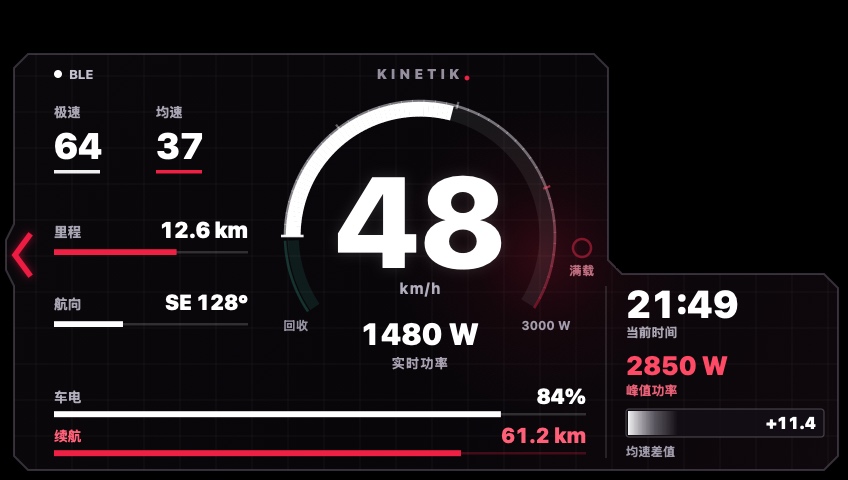 BLE
KINETIK.
极速
均速
64
37
里程
12.6 km
航向
SE 128°
48
km/h
满载
回收
1480 W
3000 W
实时功率
车电
84%
续航
61.2 km
21:49
当前时间
2850 W
峰值功率
+11.4
均速差值